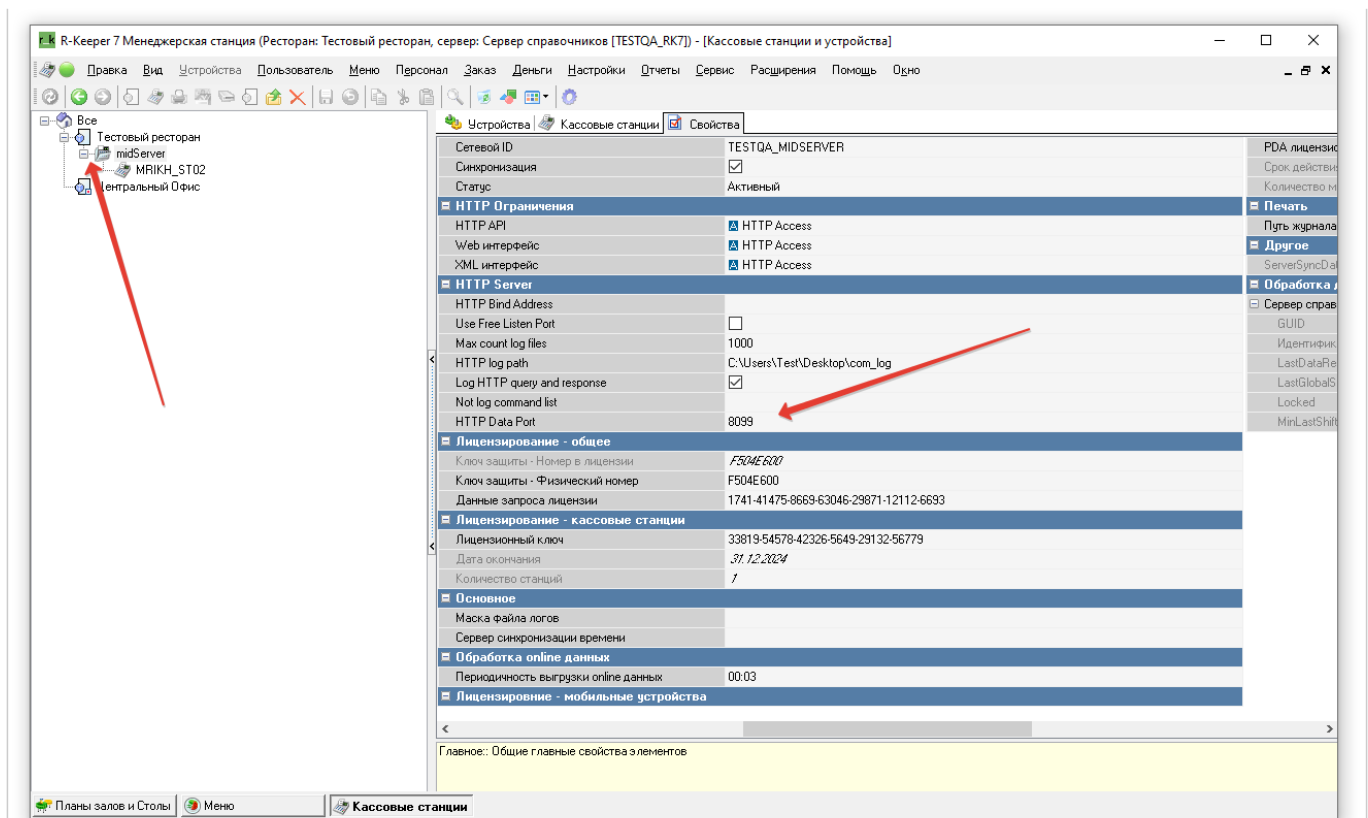 R-Keeper 7 Менеджерская станция (Ресторан: Тестовый ресторан, сервер: Сервер справочников [TESTQA_RK7]) - [Кассовые станции и устройства]
Правка Вид Устройства Пользователь Меню Персонал Заказ Деньги Настройки Отчеты Сервис Расширения Помощь Окно
Все
Тестовый ресторан
midServer
MRIKH_ST02
Центральный Офис
Устройства Кассовые станции Свойства
Сетевой ID TESTQA_MIDSERVER PDA лицензио
Синхронизация Срок действи
Статус Активный Количество м
HTTP Ограничения Печать
HTTP API HTTP Access Путь журнала
Web интерфейс HTTP Access Другое
XML интерфейс HTTP Access ServerSyncDa
HTTP Server Обработка д
HTTP Bind Address Сервер справ
Use Free Listen Port GUID
Max count log files 1000 Идентифик
HTTP log path C:\Users\Test\Desktop\com_log LastDataRe
Log HTTP query and response LastGlobalS
Not log command list Locked
HTTP Data Port 8099 MinLastShift
Лицензирование - общее
Ключ защиты - Номер в лицензии F504E600
Ключ защиты - Физический номер F504E600
Данные запроса лицензии 1741-41475-8669-63046-29871-12112-6693
Лицензирование - кассовые станции
Лицензионный ключ 33819-54578-42326-5649-29132-56779
Дата окончания 31.12.2024
Количество станций 1
Основное
Маска файла логов
Сервер синхронизации времени
Обработка online данных
Периодичность выгрузки online данных 00:03
Лицензировние - мобильные устройства
Главное:: Общие главные свойства элементов
Планы залов и Столы Меню Кассовые станции